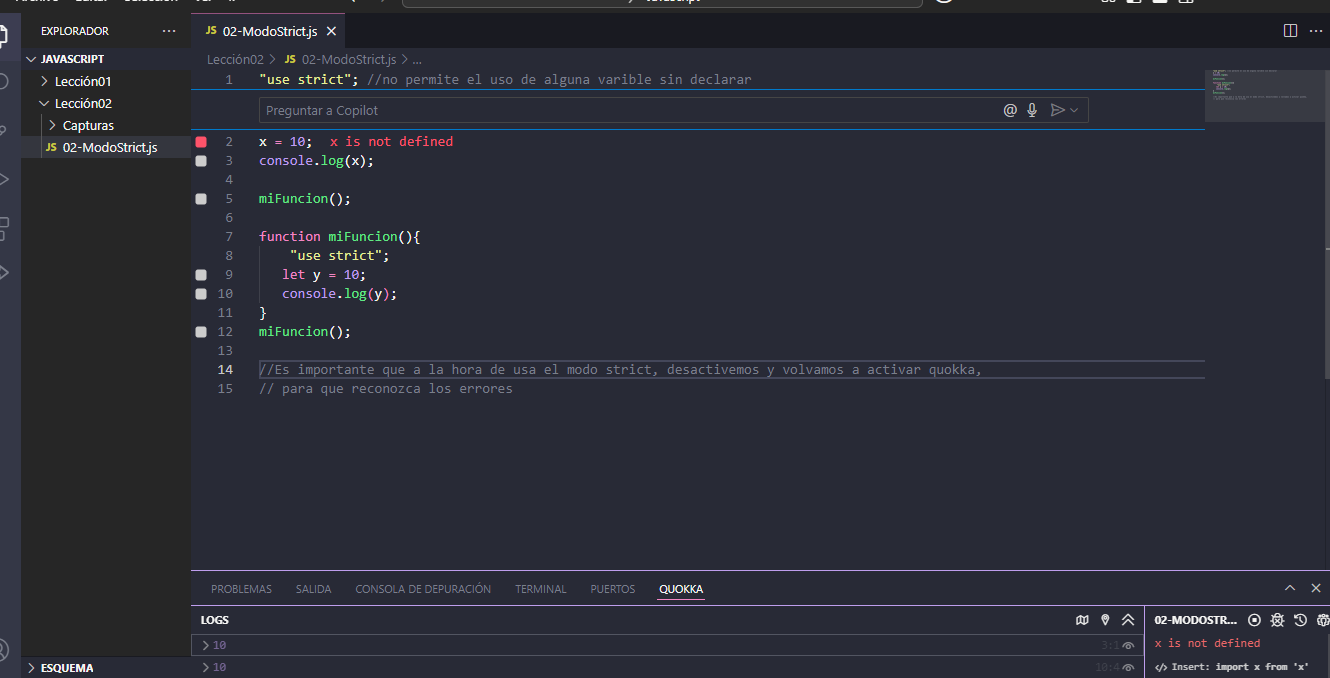 EXPLORADOR
JAVASCRIPT
Lección01
Lección02
Capturas
JS 02-ModoStrict.js
ESQUEMA
JS 02-ModoStrict.js
Lección02 > JS 02-ModoStrict.js > ...
1 "use strict"; //no permite el uso de alguna varible sin declarar
Preguntar a Copilot
2 x = 10; x is not defined
3 console.log(x);
4
5 miFuncion();
6
7 function miFuncion(){
8 "use strict";
9 let y = 10;
10 console.log(y);
11 }
12 miFuncion();
13
14 //Es importante que a la hora de usa el modo strict, desactivemos y volvamos a activar quokka,
15 // para que reconozca los errores
PROBLEMAS SALIDA CONSOLA DE DEPURACIÓN TERMINAL PUERTOS QUOKKA
LOGS
10 3:1
10 10:4
02-MODOSTR...
x is not defined
</> Insert: import x from 'x'